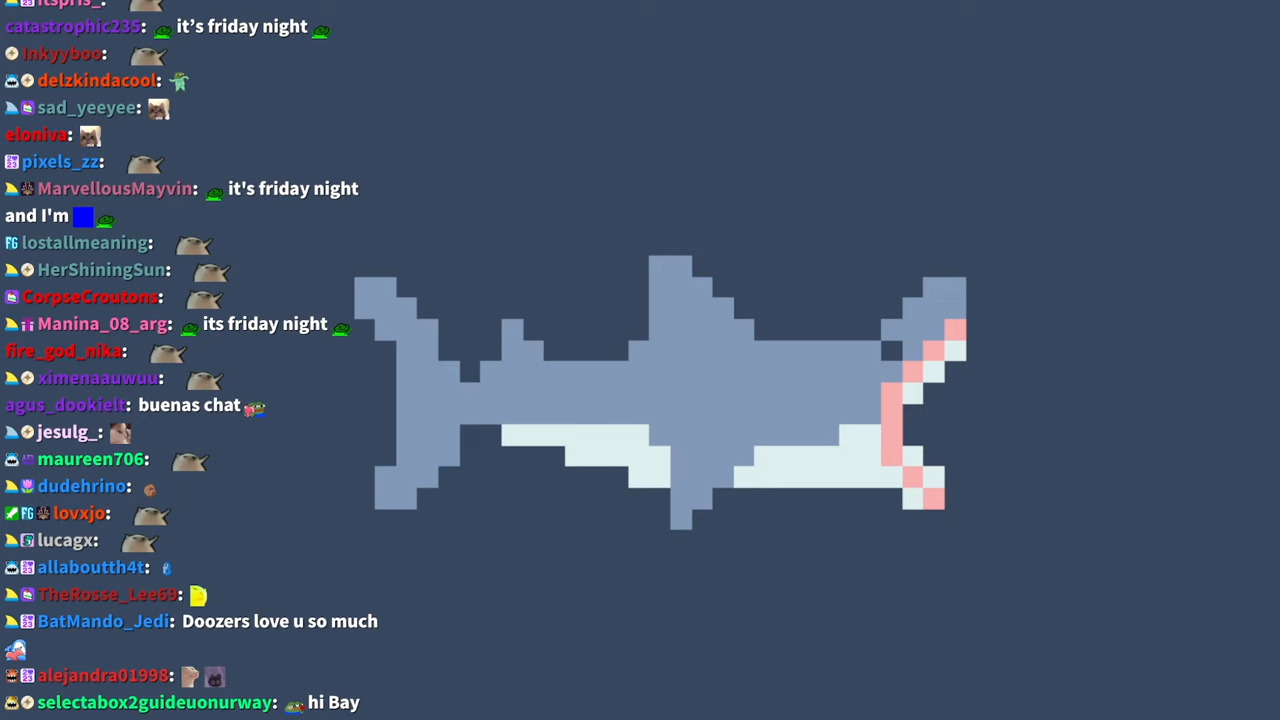 itspris_:
catastrophic235: it’s friday night
Inkyyboo:
delzkindacool:
sad_yeeyee:
eloniva:
pixels_zz:
MarvellousMayvin: it's friday night
and I'm
lostallmeaning:
HerShiningSun:
CorpseCroutons:
Manina_08_arg: its friday night
fire_god_nika:
ximenaauwuu:
agus_dookielt: buenas chat
jesulg_:
maureen706:
dudehrino:
lovxjo:
lucagx:
allaboutth4t:
TheRosse_Lee69:
BatMando_Jedi: Doozers love u so much
alejandra01998:
selectabox2guideuonurway: hi Bay